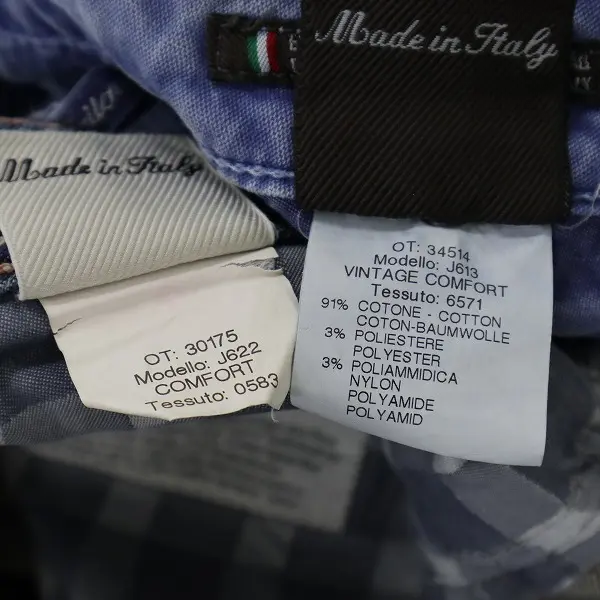 Made in Italy
Made in Italy
OT: 30175
Modello: J622
COMFORT
Tessuto: 0583
OT: 34514
Modello: J613
VINTAGE COMFORT
Tessuto: 6571
91% COTONE - COTTON
COTON-BAUMWOLLE
3% POLIESTERE
POLYESTER
3% POLIAMMIDICA
NYLON
POLYAMIDE
POLYAMID